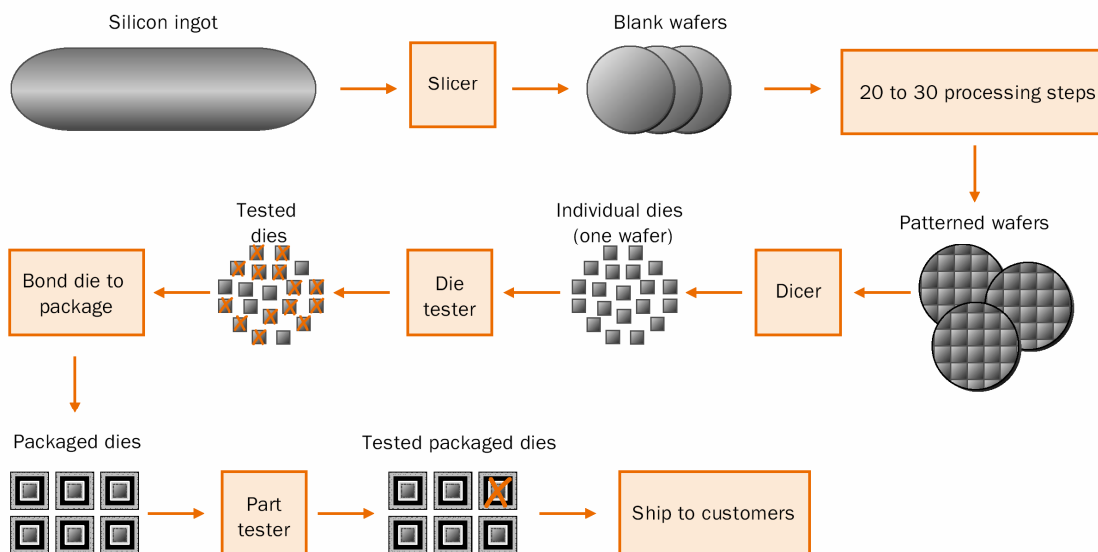 Silicon ingot
Slicer
Blank wafers
20 to 30 processing steps
Patterned wafers
Dicer
Individual dies
(one wafer)
Die
tester
Tested
dies
Bond die to
package
Packaged dies
Part
tester
Tested packaged dies
Ship to customers